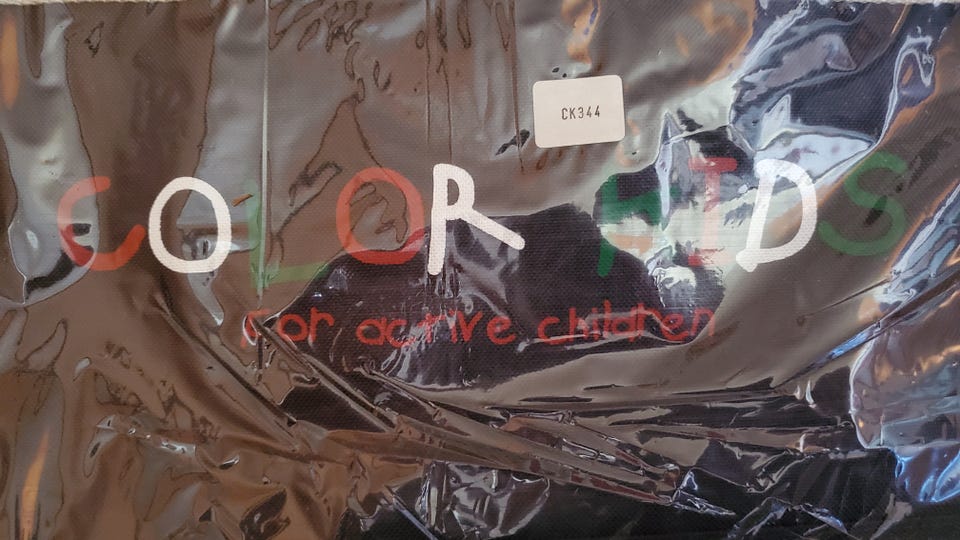 CK344
COLOR KIDS
For active children